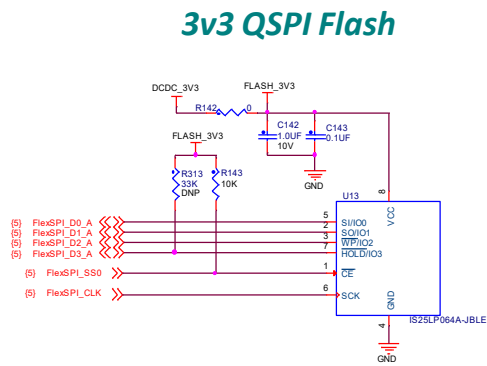 3v3 QSPI Flash
DCDC_3V3
FLASH_3V3
R142
0
C142
1.0UF
10V
C143
0.1UF
FLASH_3V3
R313
33K
DNP
R143
10K
GND
U13
8
VCC
{5} FlexSPI_D0_A
5
SI/IO0
{5} FlexSPI_D1_A
2
SO/IO1
{5} FlexSPI_D2_A
3
WP/IO2
{5} FlexSPI_D3_A
7
HOLD/IO3
{5} FlexSPI_SS0
1
CE
{5} FlexSPI_CLK
6
SCK
GND
4
IS25LP064A-JBLE
GND